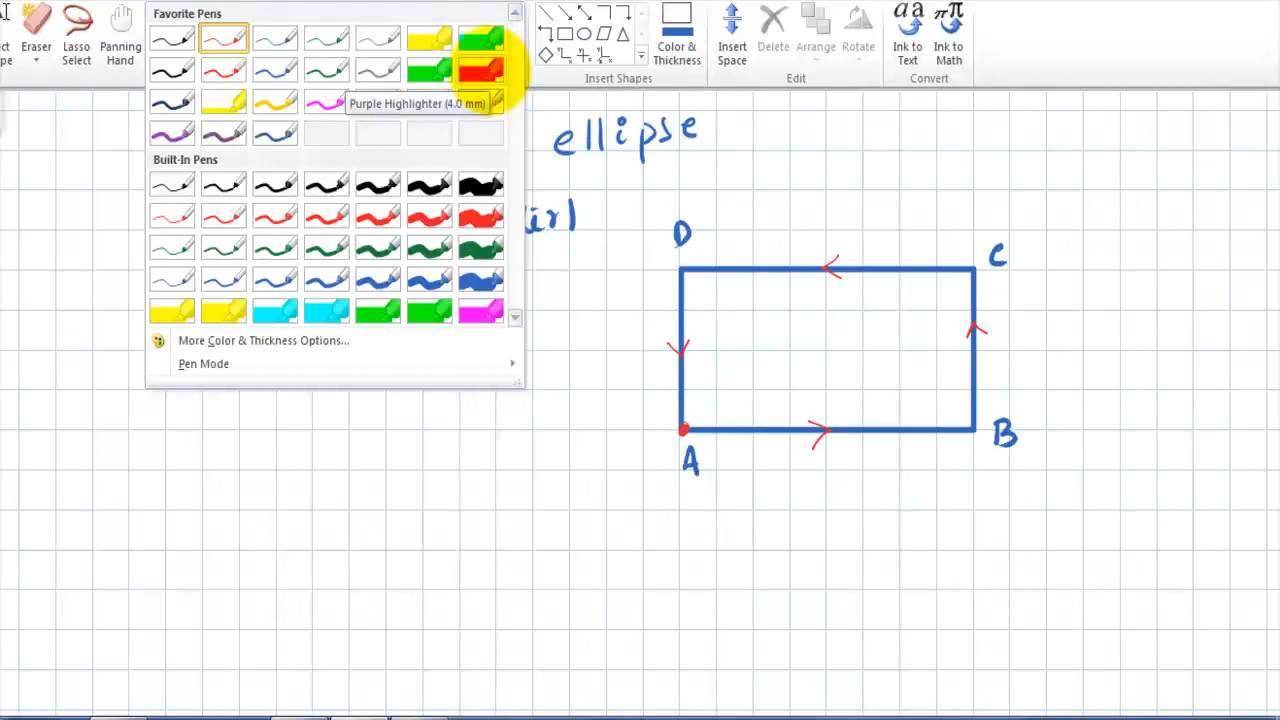 Favorite Pens
Eraser
Lasso Select
Panning Hand
Purple Highlighter (4.0 mm)
Built-In Pens
More Color & Thickness Options...
Pen Mode
Insert Shapes
Color & Thickness
Insert Space
Delete
Arrange
Rotate
Edit
Ink to Text
Ink to Math
Convert
ellipse
D
C
A
B